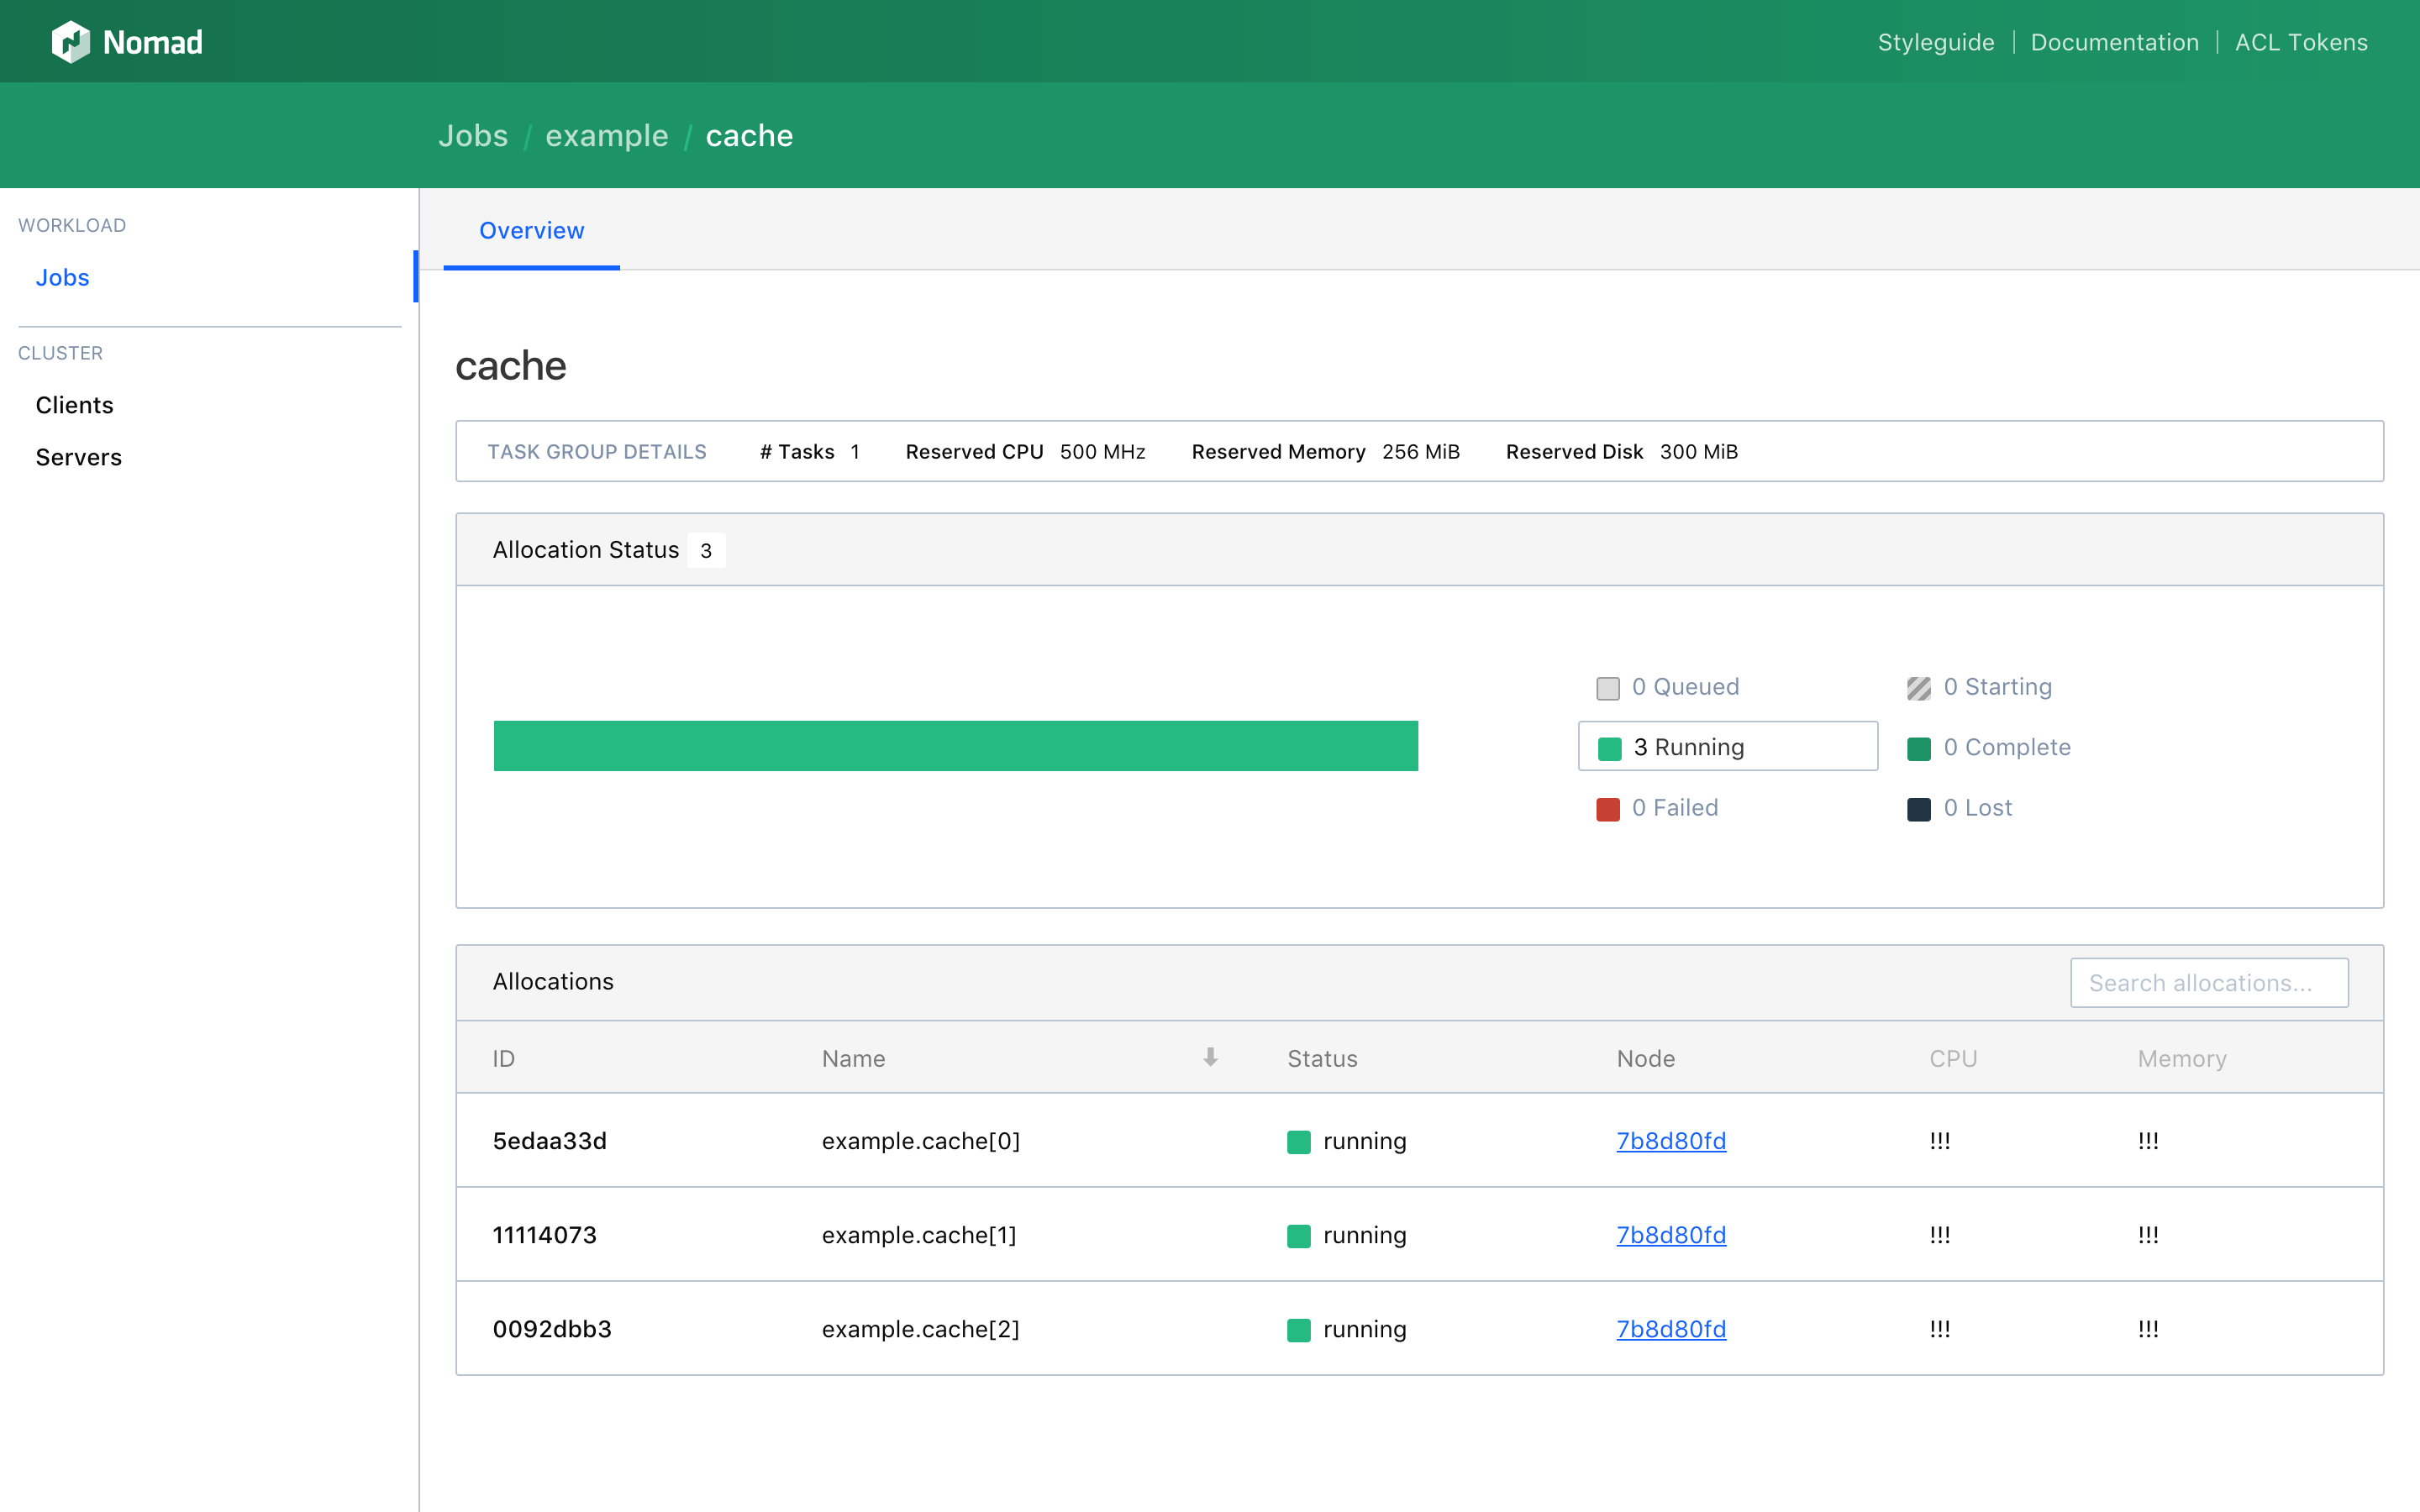 Nomad
Styleguide | Documentation | ACL Tokens
Jobs / example / cache
WORKLOAD
Jobs
CLUSTER
Clients
Servers
Overview
cache
TASK GROUP DETAILS # Tasks 1 Reserved CPU 500 MHz Reserved Memory 256 MiB Reserved Disk 300 MiB
Allocation Status 3
0 Queued 0 Starting
3 Running 0 Complete
0 Failed 0 Lost
Allocations Search allocations...
ID Name Status Node CPU Memory
5edaa33d example.cache[0] running 7b8d80fd !!! !!!
11114073 example.cache[1] running 7b8d80fd !!! !!!
0092dbb3 example.cache[2] running 7b8d80fd !!! !!!